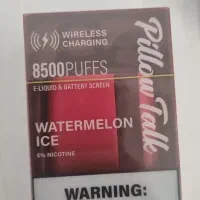 WIRELESS
CHARGING
8500PUFFS
E-LIQUID & BATTERY SCREEN
Pillow Talk
WATERMELON
ICE
5% NICOTINE
WARNING: